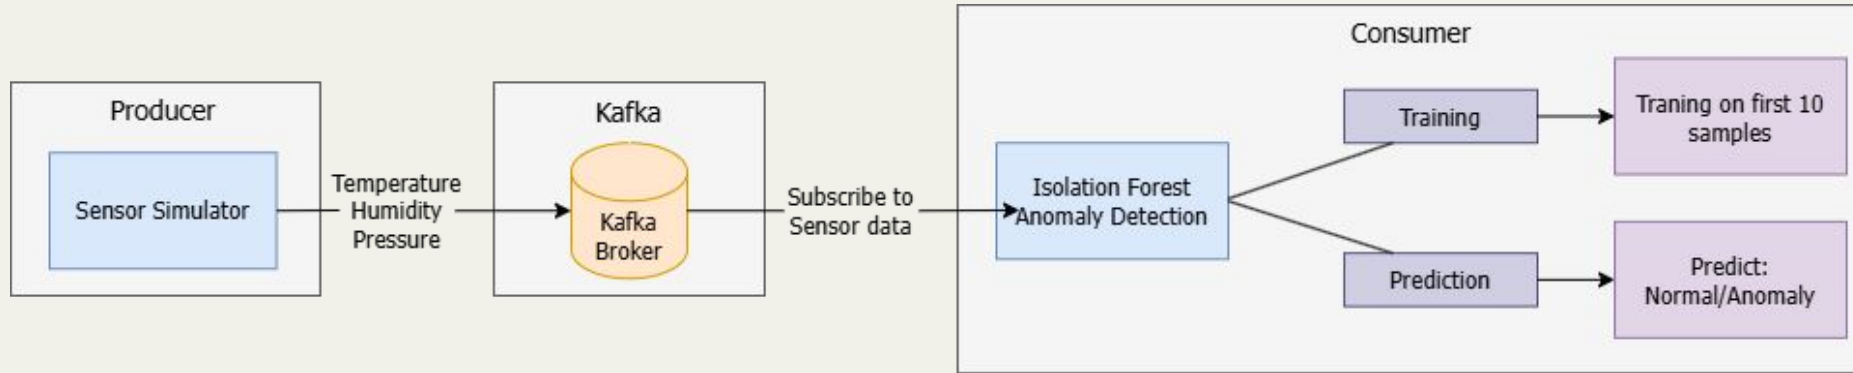 Producer
Sensor Simulator
Temperature
Humidity
Pressure
Kafka
Kafka
Broker
Subscribe to
Sensor data
Consumer
Isolation Forest
Anomaly Detection
Training
Traning on first 10
samples
Prediction
Predict:
Normal/Anomaly